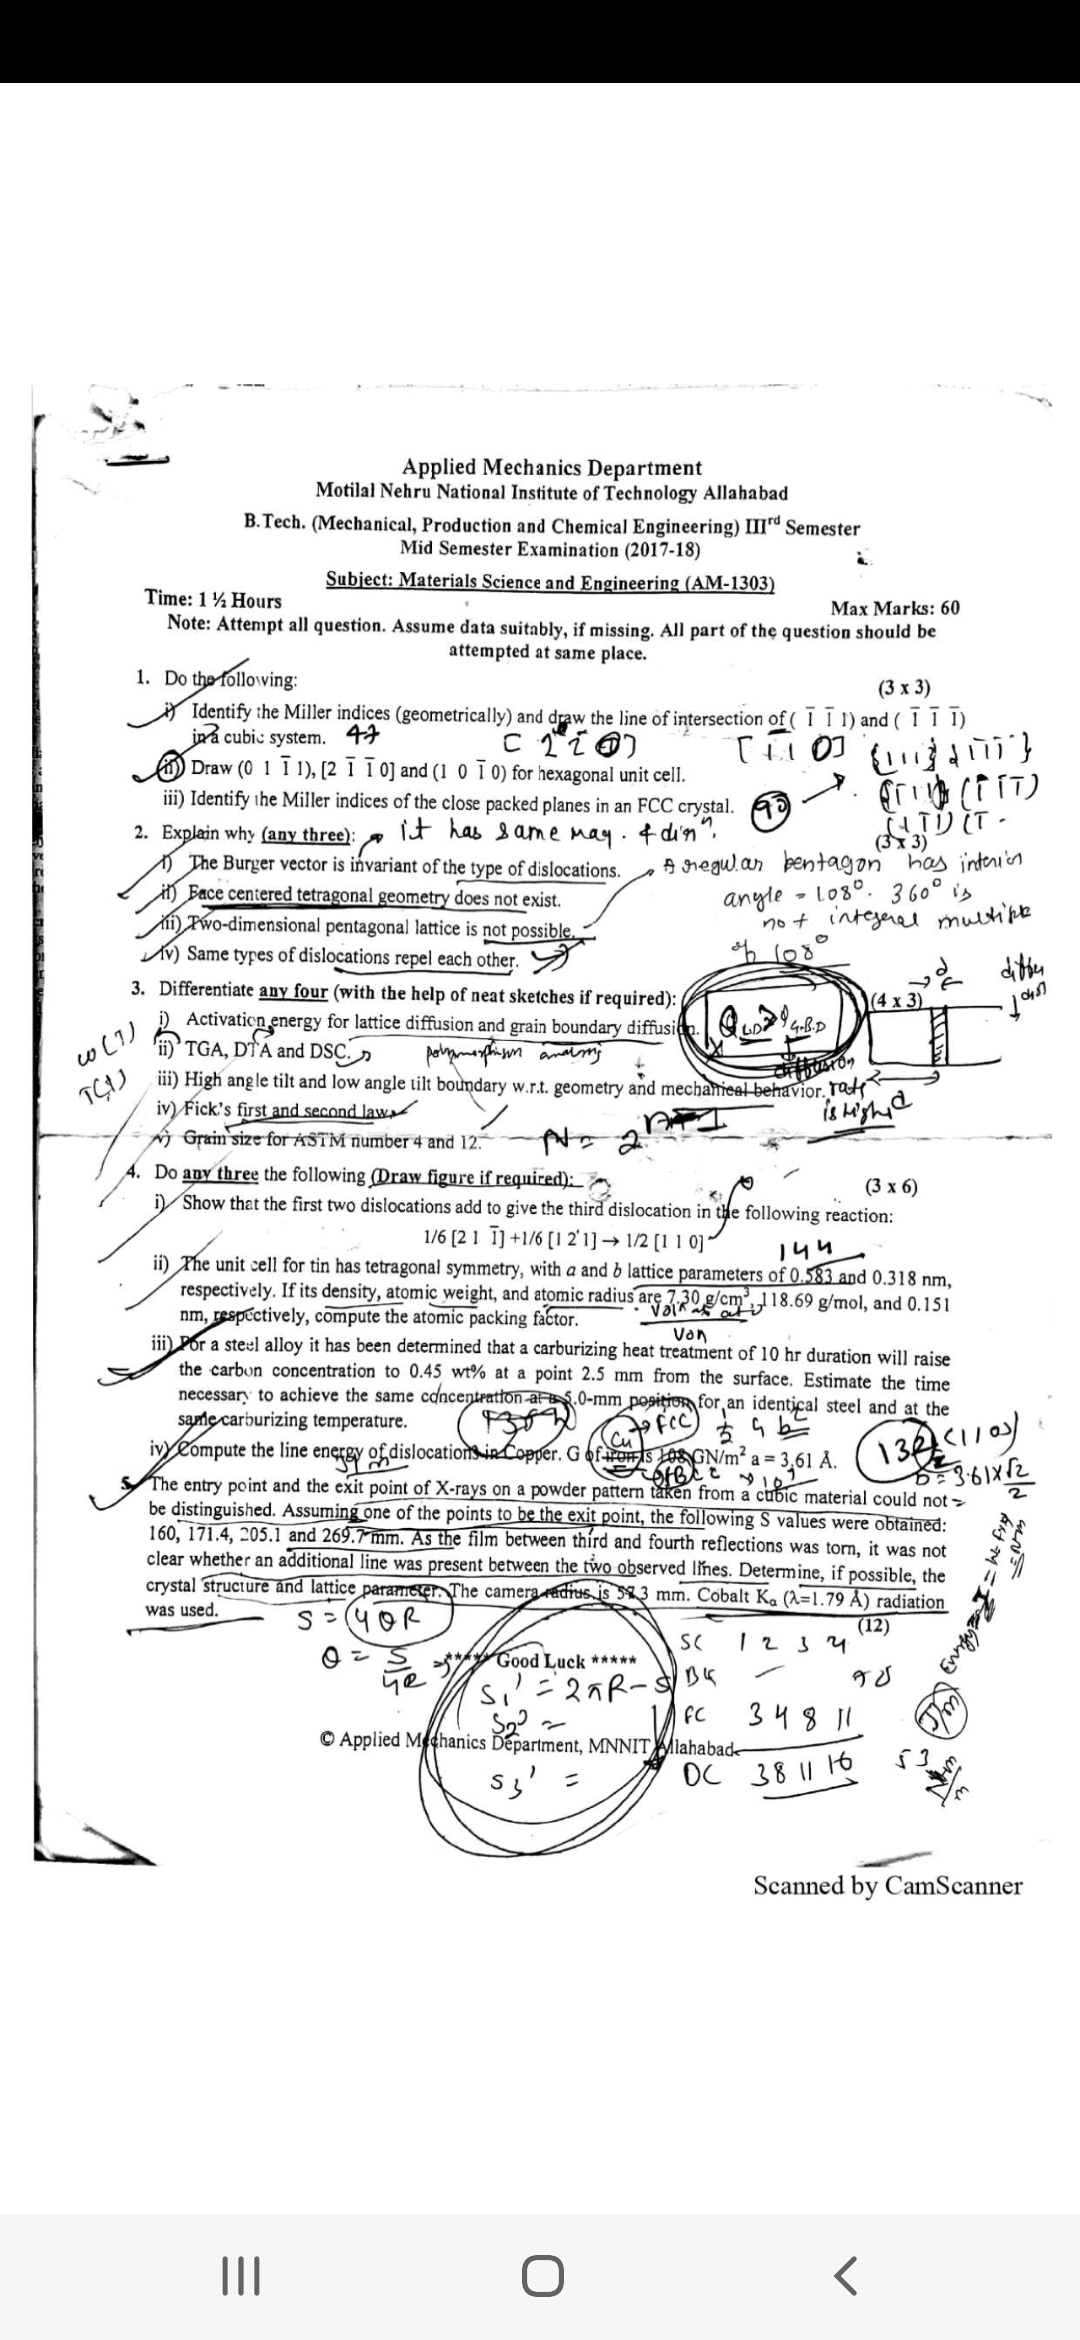 Applied Mechanics Department
Motilal Nehru National Institute of Technology Allahabad
B.Tech. (Mechanical, Production and Chemical Engineering) IIIrd Semester
Mid Semester Examination (2017-18)
Subject: Materials Science and Engineering (AM-1303)
Time: 1 ½ Hours
Max Marks: 60
Note: Attempt all question. Assume data suitably, if missing. All part of the question should be
attempted at same place.
1. Do the following:
(3 x 3)
i) Identify the Miller indices (geometrically) and draw the line of intersection of ( 1̅ 1̅ 1) and ( 1̅ 1̅ 1̅)
in a cubic system.
ii) Draw (0 1 1̅ 1), [2 1̅ 1̅ 0] and (1 0 1̅ 0) for hexagonal unit cell.
iii) Identify the Miller indices of the close packed planes in an FCC crystal.
2. Explain why (any three): it has same mag. & dirn.
(3 x 3)
i) The Burger vector is invariant of the type of dislocations.
A regular pentagon has interior
ii) Face centered tetragonal geometry does not exist.
angle = 108°. 360° is
iii) Two-dimensional pentagonal lattice is not possible.
not integral multiple
iv) Same types of dislocations repel each other.
of 108°
3. Differentiate any four (with the help of neat sketches if required):
(4 x 3)
i) Activation energy for lattice diffusion and grain boundary diffusion.
ii) TGA, DTA and DSC.
diffusion
iii) High angle tilt and low angle tilt boundary w.r.t. geometry and mechanical behavior.
rate
iv) Fick's first and second law
is high
v) Grain size for ASTM number 4 and 12.
4. Do any three the following (Draw figure if required):
(3 x 6)
i) Show that the first two dislocations add to give the third dislocation in the following reaction:
1/6 [2 1 1̅] +1/6 [1 2 1] → 1/2 [1 1 0]
144
ii) The unit cell for tin has tetragonal symmetry, with a and b lattice parameters of 0.583 and 0.318 nm,
respectively. If its density, atomic weight, and atomic radius are 7.30 g/cm3, 118.69 g/mol, and 0.151
nm, respectively, compute the atomic packing factor.
iii) For a steel alloy it has been determined that a carburizing heat treatment of 10 hr duration will raise
the carbon concentration to 0.45 wt% at a point 2.5 mm from the surface. Estimate the time
necessary to achieve the same concentration at a 5.0-mm position for an identical steel and at the
same carburizing temperature.
Cu → FCC
iv) Compute the line energy of dislocations in Copper. G of iron is 108 GN/m2 a = 3,61 Å.
b = 3.61x√2
2
5. The entry point and the exit point of X-rays on a powder pattern taken from a cubic material could not
be distinguished. Assuming one of the points to be the exit point, the following S values were obtained:
160, 171.4, 205.1 and 269.7 mm. As the film between third and fourth reflections was torn, it was not
clear whether an additional line was present between the two observed lines. Determine, if possible, the
crystal structure and lattice parameter. The camera radius is 57.3 mm. Cobalt Kα (λ=1.79 Å) radiation
was used.
(12)
S = 4θR
SC 1 2 3 4
θ = S
4R
***** Good Luck *****
S1' = 2πR-S
S2' =
FC 3 4 8 11
© Applied Mechanics Department, MNNIT Allahabad
S3' =
DC 3 8 11 16
Scanned by CamScanner